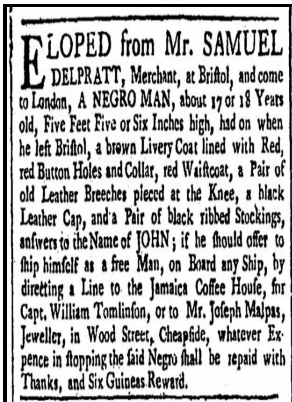 ELOPED from Mr. SAMUEL
DELPRATT, Merchant, at Briſtol, and come
to London, A NEGRO MAN, about 17 or 18 Years
old, Five Feet Five or Six Inches high, had on when
he left Briſtol, a brown Livery Coat lined with Red,
red Button Holes and Collar, red Waiſtcoat, a Pair of
old Leather Breeches pieced at the Knee, a black
Leather Cap, and a Pair of black ribbed Stockings,
anſwers to the Name of JOHN; if he ſhould offer to
ſhip himſelf as a free Man, on Board any Ship, by
directing a Line to the Jamaica Coffee Houſe, for
Capt. William Tomlinſon, or to Mr. Joſeph Malpas,
Jeweller, in Wood Street, Cheapſide, whatever Ex-
pence in ſtopping the ſaid Negro ſhall be repaid with
Thanks, and Six Guineas Reward.